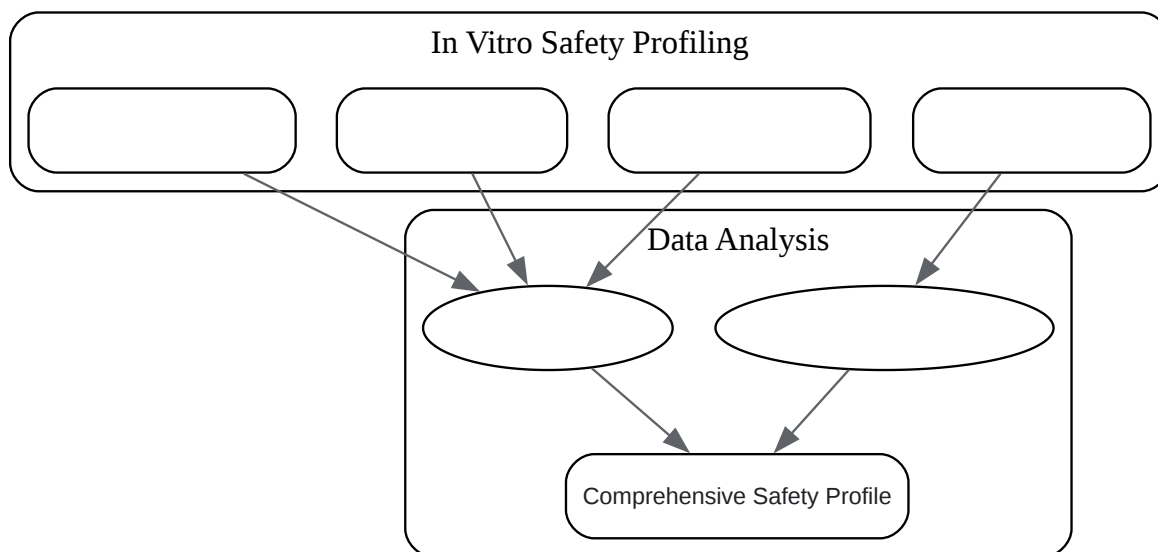 In Vitro Safety Profiling
Data Analysis
Comprehensive Safety Profile